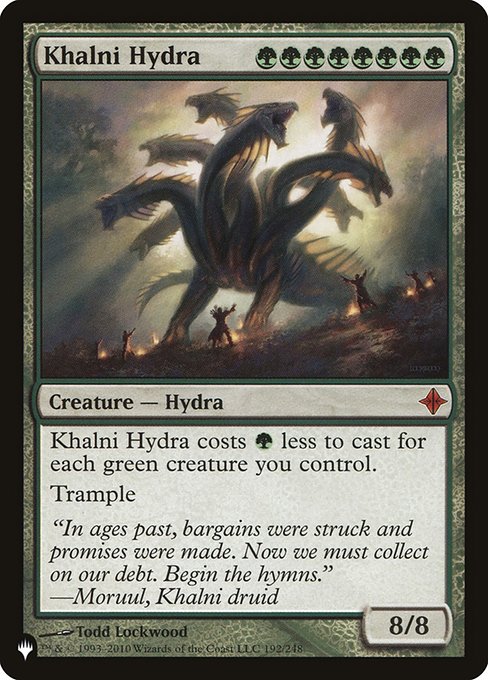 Khalni Hydra
Creature — Hydra
Khalni Hydra costs less to cast for
each green creature you control.
Trample
“In ages past, bargains were struck and
promises were made. Now we must collect
on our debt. Begin the hymns.”
—Moruul, Khalni druid
8/8
Todd Lockwood
™ & © 1993–2010 Wizards of the Coast LLC 192/248